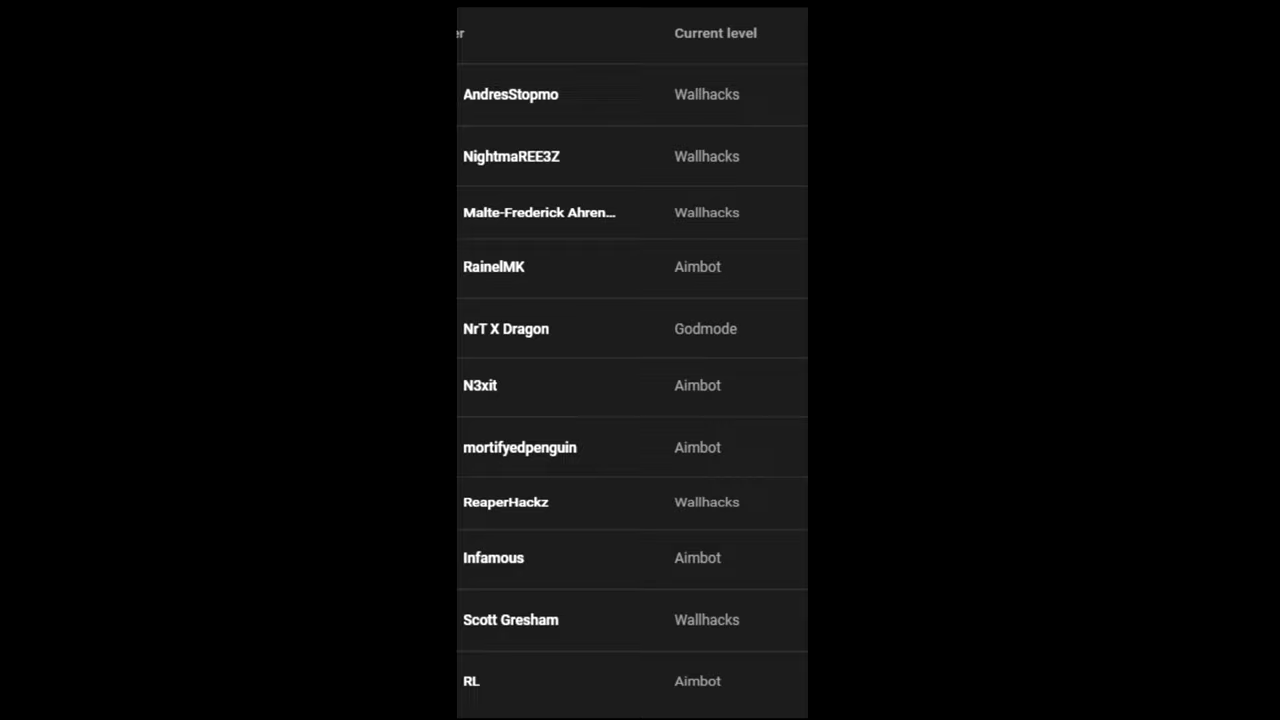 er Current level
AndresStopmo Wallhacks
NightmaREE3Z Wallhacks
Malte-Frederick Ahren... Wallhacks
RainelMK Aimbot
NrT X Dragon Godmode
N3xit Aimbot
mortifyedpenguin Aimbot
ReaperHackz Wallhacks
Infamous Aimbot
Scott Gresham Wallhacks
RL Aimbot